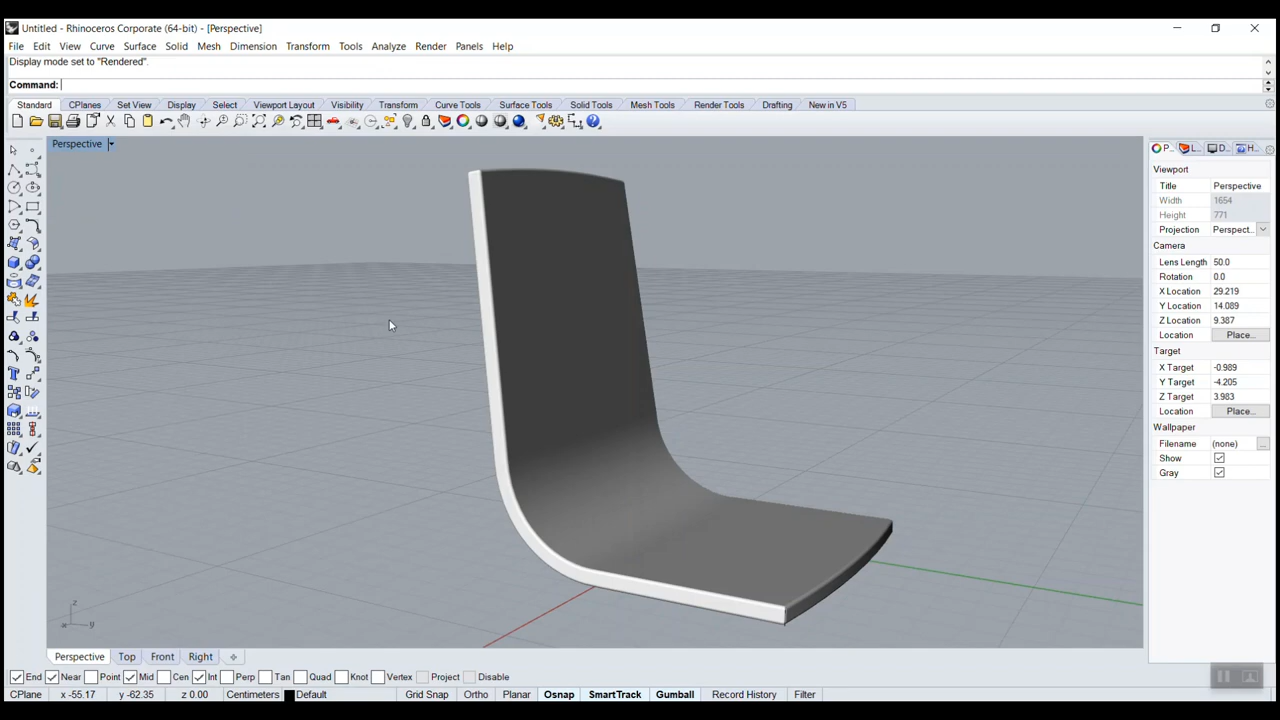 Untitled - Rhinoceros Corporate (64-bit) - [Perspective]
File Edit View Curve Surface Solid Mesh Dimension Transform Tools Analyze Render Panels Help
Display mode set to "Rendered".
Command:
Standard CPlanes Set View Display Select Viewport Layout Visibility Transform Curve Tools Surface Tools Solid Tools Mesh Tools Render Tools Drafting New in V5
Perspective
P... L... D... H...
Viewport
Title Perspective
Width 1654
Height 771
Projection Perspect...
Camera
Lens Length 50.0
Rotation 0.0
X Location 29.219
Y Location 14.089
Z Location 9.387
Location Place...
Target
X Target -0.989
Y Target -4.205
Z Target 3.983
Location Place...
Wallpaper
Filename (none) ...
Show
Gray
z
x y
Perspective Top Front Right
End Near Point Mid Cen Int Perp Tan Quad Knot Vertex Project Disable
CPlane x -55.17 y -62.35 z 0.00 Centimeters Default Grid Snap Ortho Planar Osnap SmartTrack Gumball Record History Filter